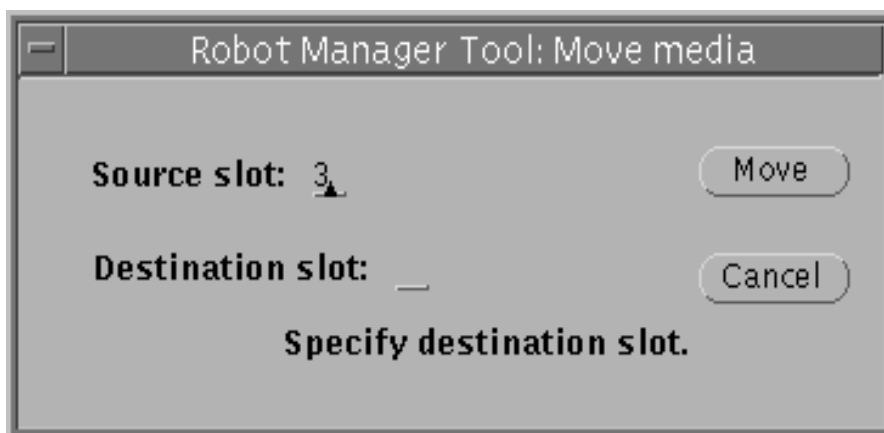 Robot Manager Tool: Move media
Source slot: 3
Move
Destination slot:
Cancel
Specify destination slot.